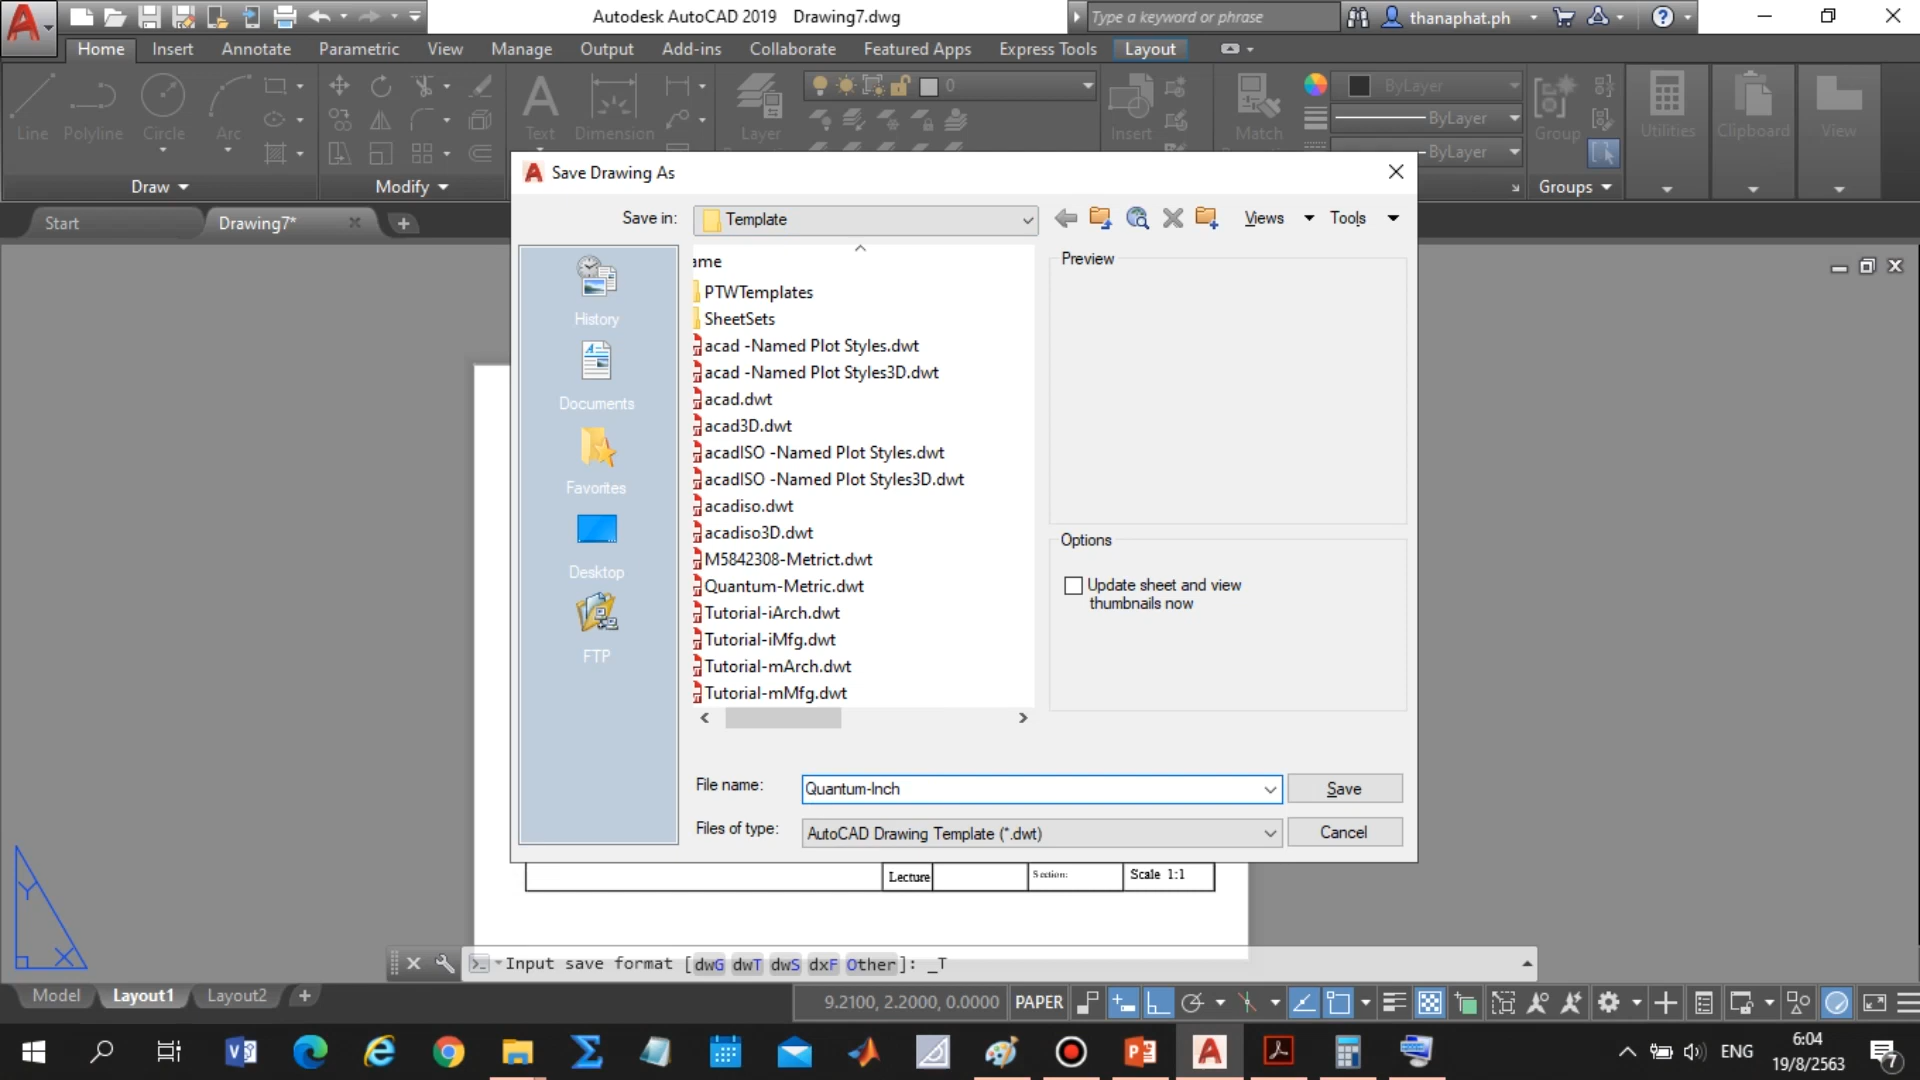 Autodesk AutoCAD 2019 Drawing7.dwg
Type a keyword or phrase
thanaphat.ph
Home Insert Annotate Parametric View Manage Output Add-ins Collaborate Featured Apps Express Tools Layout
0
ByLayer
Line Polyline Circle Arc
Text Dimension
Layer
Insert
Match
ByLayer
ByLayer
Group
Utilities
Clipboard
View
Draw
Modify
Groups
Start
Drawing7*
Save Drawing As
Save in:
Template
Views
Tools
History
Documents
Favorites
Desktop
FTP
ame
PTWTemplates
SheetSets
acad -Named Plot Styles.dwt
acad -Named Plot Styles3D.dwt
acad.dwt
acad3D.dwt
acadISO -Named Plot Styles.dwt
acadISO -Named Plot Styles3D.dwt
acadiso.dwt
acadiso3D.dwt
M5842308-Metrict.dwt
Quantum-Metric.dwt
Tutorial-iArch.dwt
Tutorial-iMfg.dwt
Tutorial-mArch.dwt
Tutorial-mMfg.dwt
Preview
Options
Update sheet and view
thumbnails now
File name:
Quantum-Inch
Save
Files of type:
AutoCAD Drawing Template (*.dwt)
Cancel
Lecture
Section:
Scale 1:1
Y
X
Input save format [dwG dwT dwS dxF Other]: _T
Model
Layout1
Layout2
9.2100, 2.2000, 0.0000
PAPER
ENG
6:04
19/8/2563
7